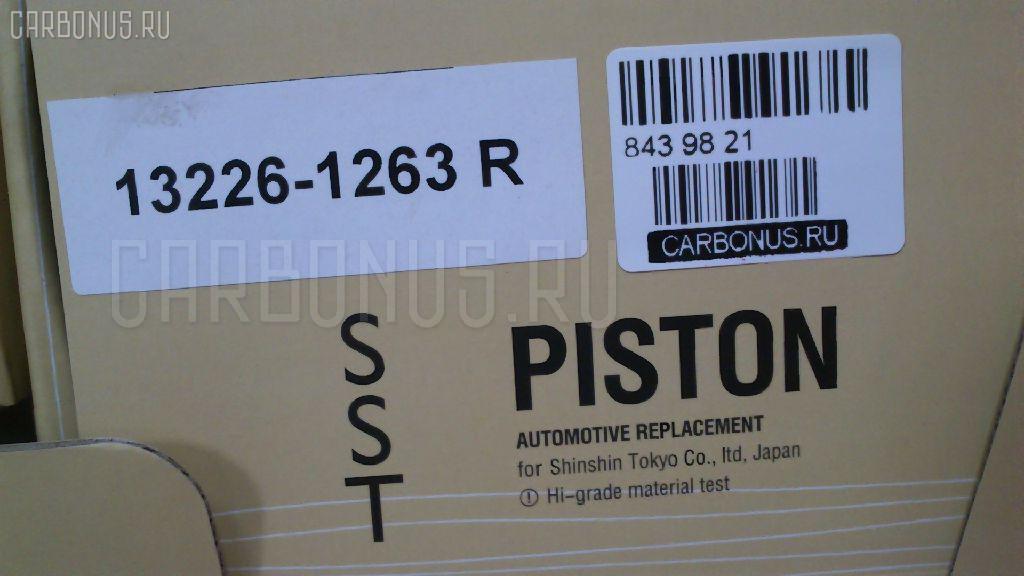 CARBONUS.RU
13226-1263 R
843 98 21
CARBONUS.RU
CARBONUS.RU
S
S
T
PISTON
AUTOMOTIVE REPLACEMENT
for Shinshin Tokyo Co., ltd, Japan
! Hi-grade material test